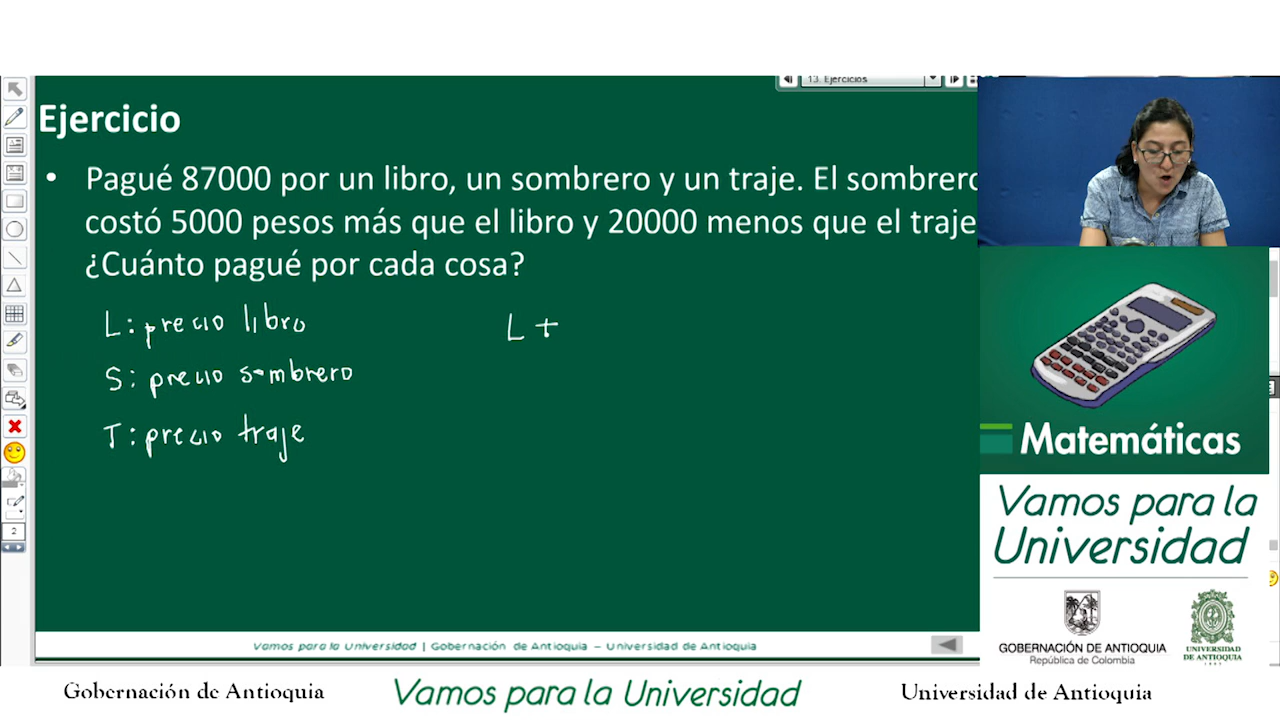 13. Ejercicios
Ejercicio
• Pagué 87000 por un libro, un sombrero y un traje. El sombrero
costó 5000 pesos más que el libro y 20000 menos que el traje
¿Cuánto pagué por cada cosa?
L: precio libro
L +
S: precio sombrero
T: precio traje
2
Vamos para la Universidad | Gobernación de Antioquia – Universidad de Antioquia
Matemáticas
Vamos para la
Universidad
GOBERNACIÓN DE ANTIOQUIA
República de Colombia
UNIVERSIDAD
DE ANTIOQUIA
Gobernación de Antioquia
Vamos para la Universidad
Universidad de Antioquia